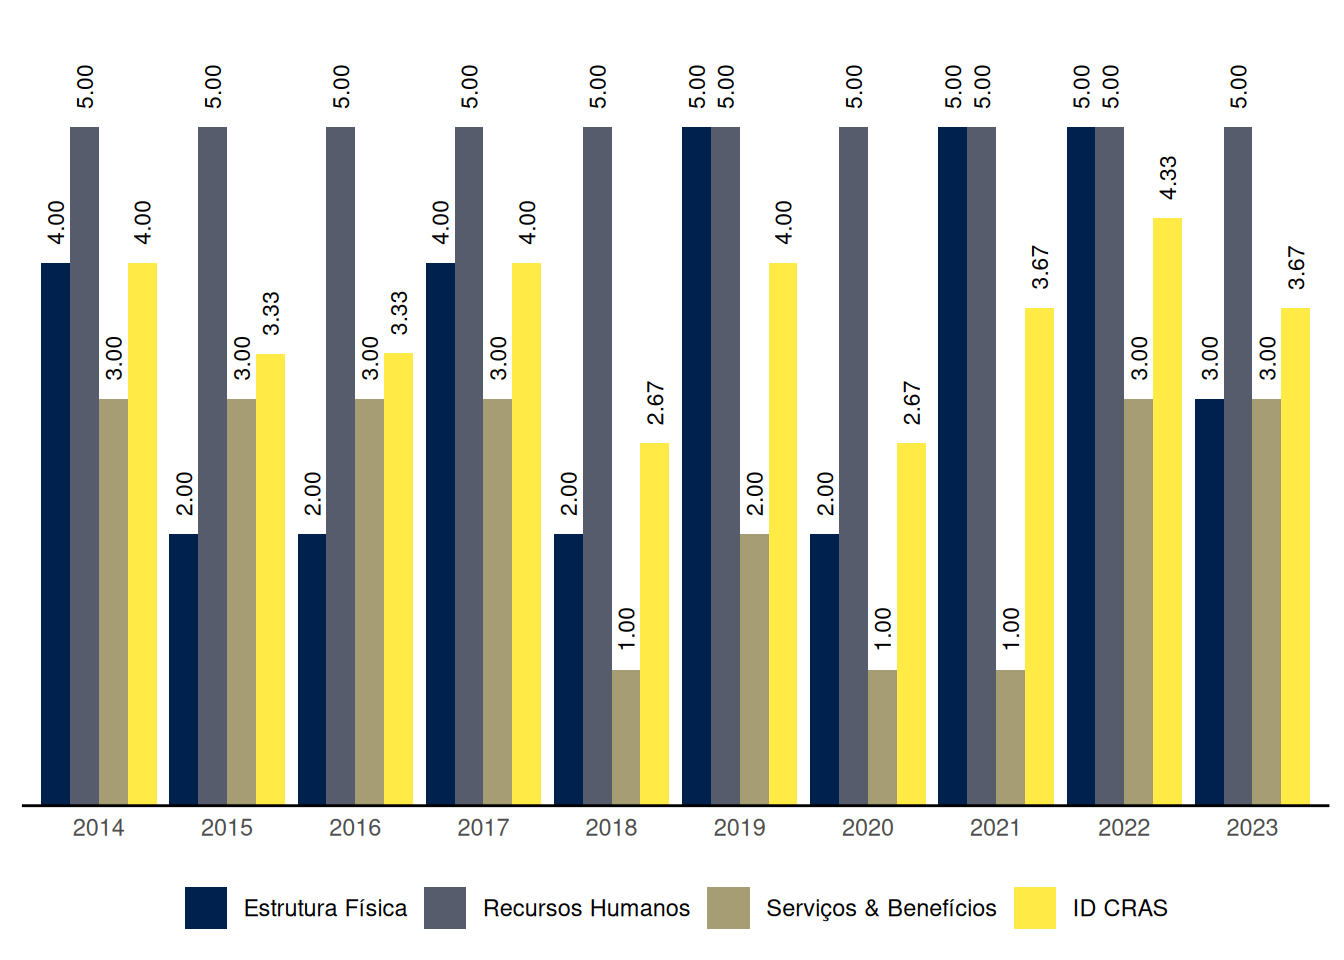 5.00 5.00 5.00 5.00 5.00 5.00 5.00 5.00 5.00 5.00 5.00 5.00 5.00
4.33
4.00 4.00 4.00 4.00 4.00
3.67 3.67
3.33 3.33
3.00 3.00 3.00 3.00 3.00 3.00 3.00
2.67 2.67
2.00 2.00 2.00 2.00 2.00
1.00 1.00 1.00
2014 2015 2016 2017 2018 2019 2020 2021 2022 2023
Estrutura Física Recursos Humanos Serviços & Benefícios ID CRAS